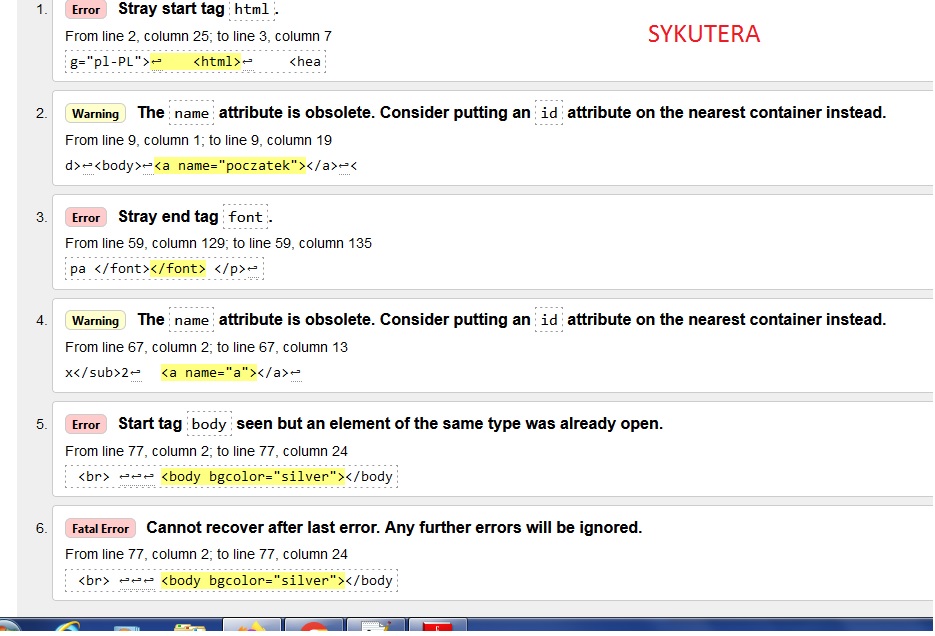 1. Error Stray start tag html.
SYKUTERA
From line 2, column 25; to line 3, column 7
g="pl-PL">↩    <html>↩    <hea
2. Warning The name attribute is obsolete. Consider putting an id attribute on the nearest container instead.
From line 9, column 1; to line 9, column 19
d>↩<body>↩<a name="poczatek"></a>↩<
3. Error Stray end tag font.
From line 59, column 129; to line 59, column 135
pa </font></font> </p>↩
4. Warning The name attribute is obsolete. Consider putting an id attribute on the nearest container instead.
From line 67, column 2; to line 67, column 13
x</sub>2↩  <a name="a"></a>↩
5. Error Start tag body seen but an element of the same type was already open.
From line 77, column 2; to line 77, column 24
<br> ↩↩↩ <body bgcolor="silver"></body
6. Fatal Error Cannot recover after last error. Any further errors will be ignored.
From line 77, column 2; to line 77, column 24
<br> ↩↩↩ <body bgcolor="silver"></body